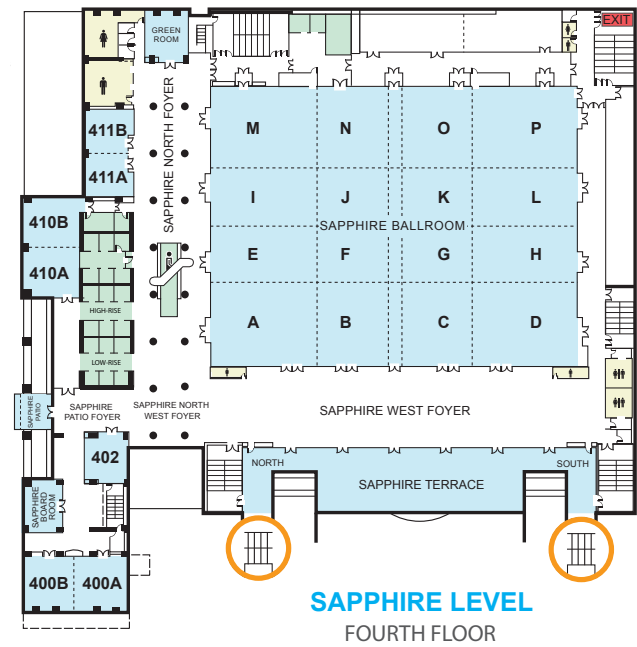 GREEN
ROOM
EXIT
SAPPHIRE NORTH FOYER
411B
411A
M
N
O
P
I
J
K
L
SAPPHIRE BALLROOM
E
F
G
H
A
B
C
D
410B
410A
HIGH-RISE
LOW-RISE
SAPPHIRE
PATIO
SAPPHIRE
PATIO FOYER
SAPPHIRE NORTH
WEST FOYER
SAPPHIRE WEST FOYER
402
NORTH
SOUTH
SAPPHIRE TERRACE
SAPPHIRE
BOARD
ROOM
400B
400A
SAPPHIRE LEVEL
FOURTH FLOOR